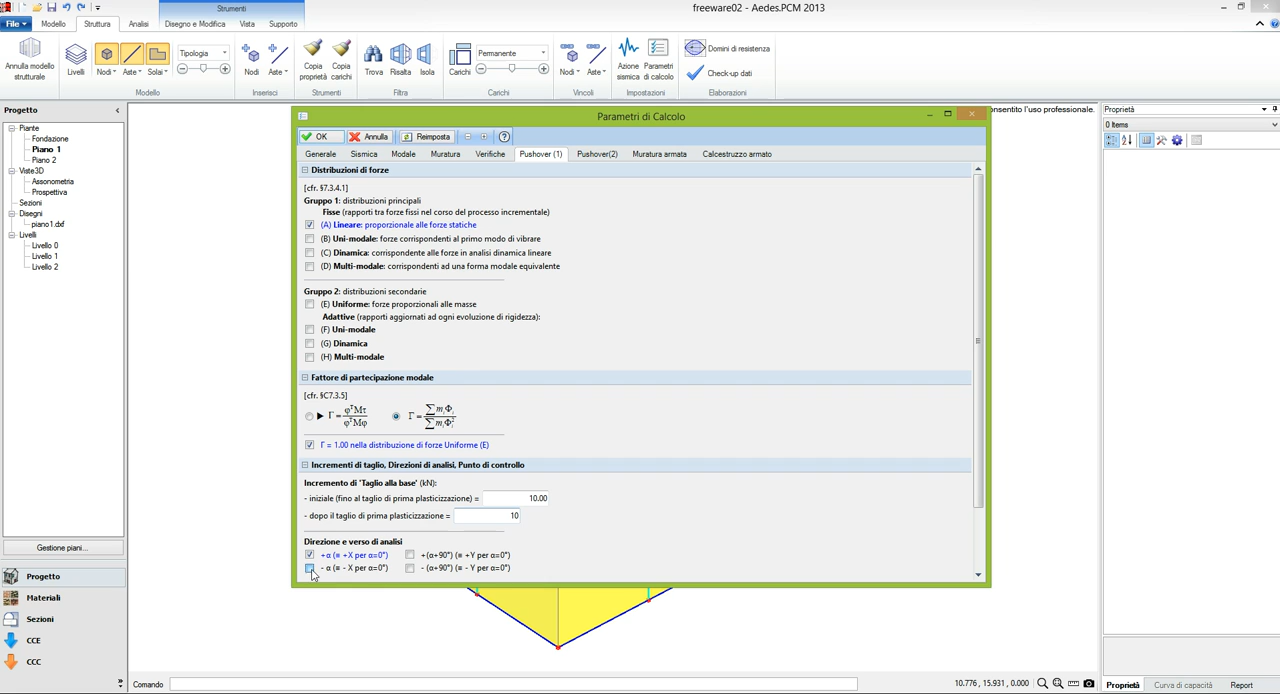 freeware02 - Aedes.PCM 2013
Strumenti
File
Modello
Struttura
Analisi
Disegno e Modifica
Vista
Supporto
Annulla modello
strutturale
Livelli
Nodi
Aste
Solai
Tipologia
Modello
Nodi
Aste
Inserisci
Copia
proprietà
Copia
carichi
Strumenti
Trova
Risalta
Isola
Filtra
Carichi
Permanente
Carichi
Nodi
Aste
Vincoli
Azione
sismica
Parametri
di calcolo
Impostazioni
Domini di resistenza
Check-up dati
Elaborazioni
Progetto
Piante
Fondazione
Piano 1
Piano 2
Viste3D
Assonometria
Prospettiva
Sezioni
Disegni
piano1.dxf
Livelli
Livello 0
Livello 1
Livello 2
Gestione piani...
Progetto
Materiali
Sezioni
CCE
CCC
Parametri di Calcolo
OK
Annulla
Reimposta
Generale
Sismica
Modale
Muratura
Verifiche
Pushover (1)
Pushover(2)
Muratura armata
Calcestruzzo armato
Distribuzioni di forze
[cfr. §7.3.4.1]
Gruppo 1: distribuzioni principali
Fisse (rapporti tra forze fissi nel corso del processo incrementale)
(A) Lineare: proporzionale alle forze statiche
(B) Uni-modale: forze corrispondenti al primo modo di vibrare
(C) Dinamica: corrispondente alle forze in analisi dinamica lineare
(D) Multi-modale: corrispondenti ad una forma modale equivalente
Gruppo 2: distribuzioni secondarie
(E) Uniforme: forze proporzionali alle masse
Adattive (rapporti aggiornati ad ogni evoluzione di rigidezza):
(F) Uni-modale
(G) Dinamica
(H) Multi-modale
Fattore di partecipazione modale
[cfr. §C7.3.5]
Γ = φᵀMτ / φᵀMφ
Γ = ∑ mᵢΦᵢ / ∑ mᵢΦᵢ²
Γ = 1.00 nella distribuzione di forze Uniforme (E)
Incrementi di taglio, Direzioni di analisi, Punto di controllo
Incremento di 'Taglio alla base' (kN):
- iniziale (fino al taglio di prima plasticizzazione) = 10.00
- dopo il taglio di prima plasticizzazione = 10
Direzione e verso di analisi
+α (≡ +X per α=0°) +(α+90°) (≡ +Y per α=0°)
- α (≡ - X per α=0°) - (α+90°) (≡ - Y per α=0°)
onsentito l'uso professionale.
Proprietà
0 Items
Comando
10.776 , 15.931 , 0.000
Proprietà
Curva di capacità
Report